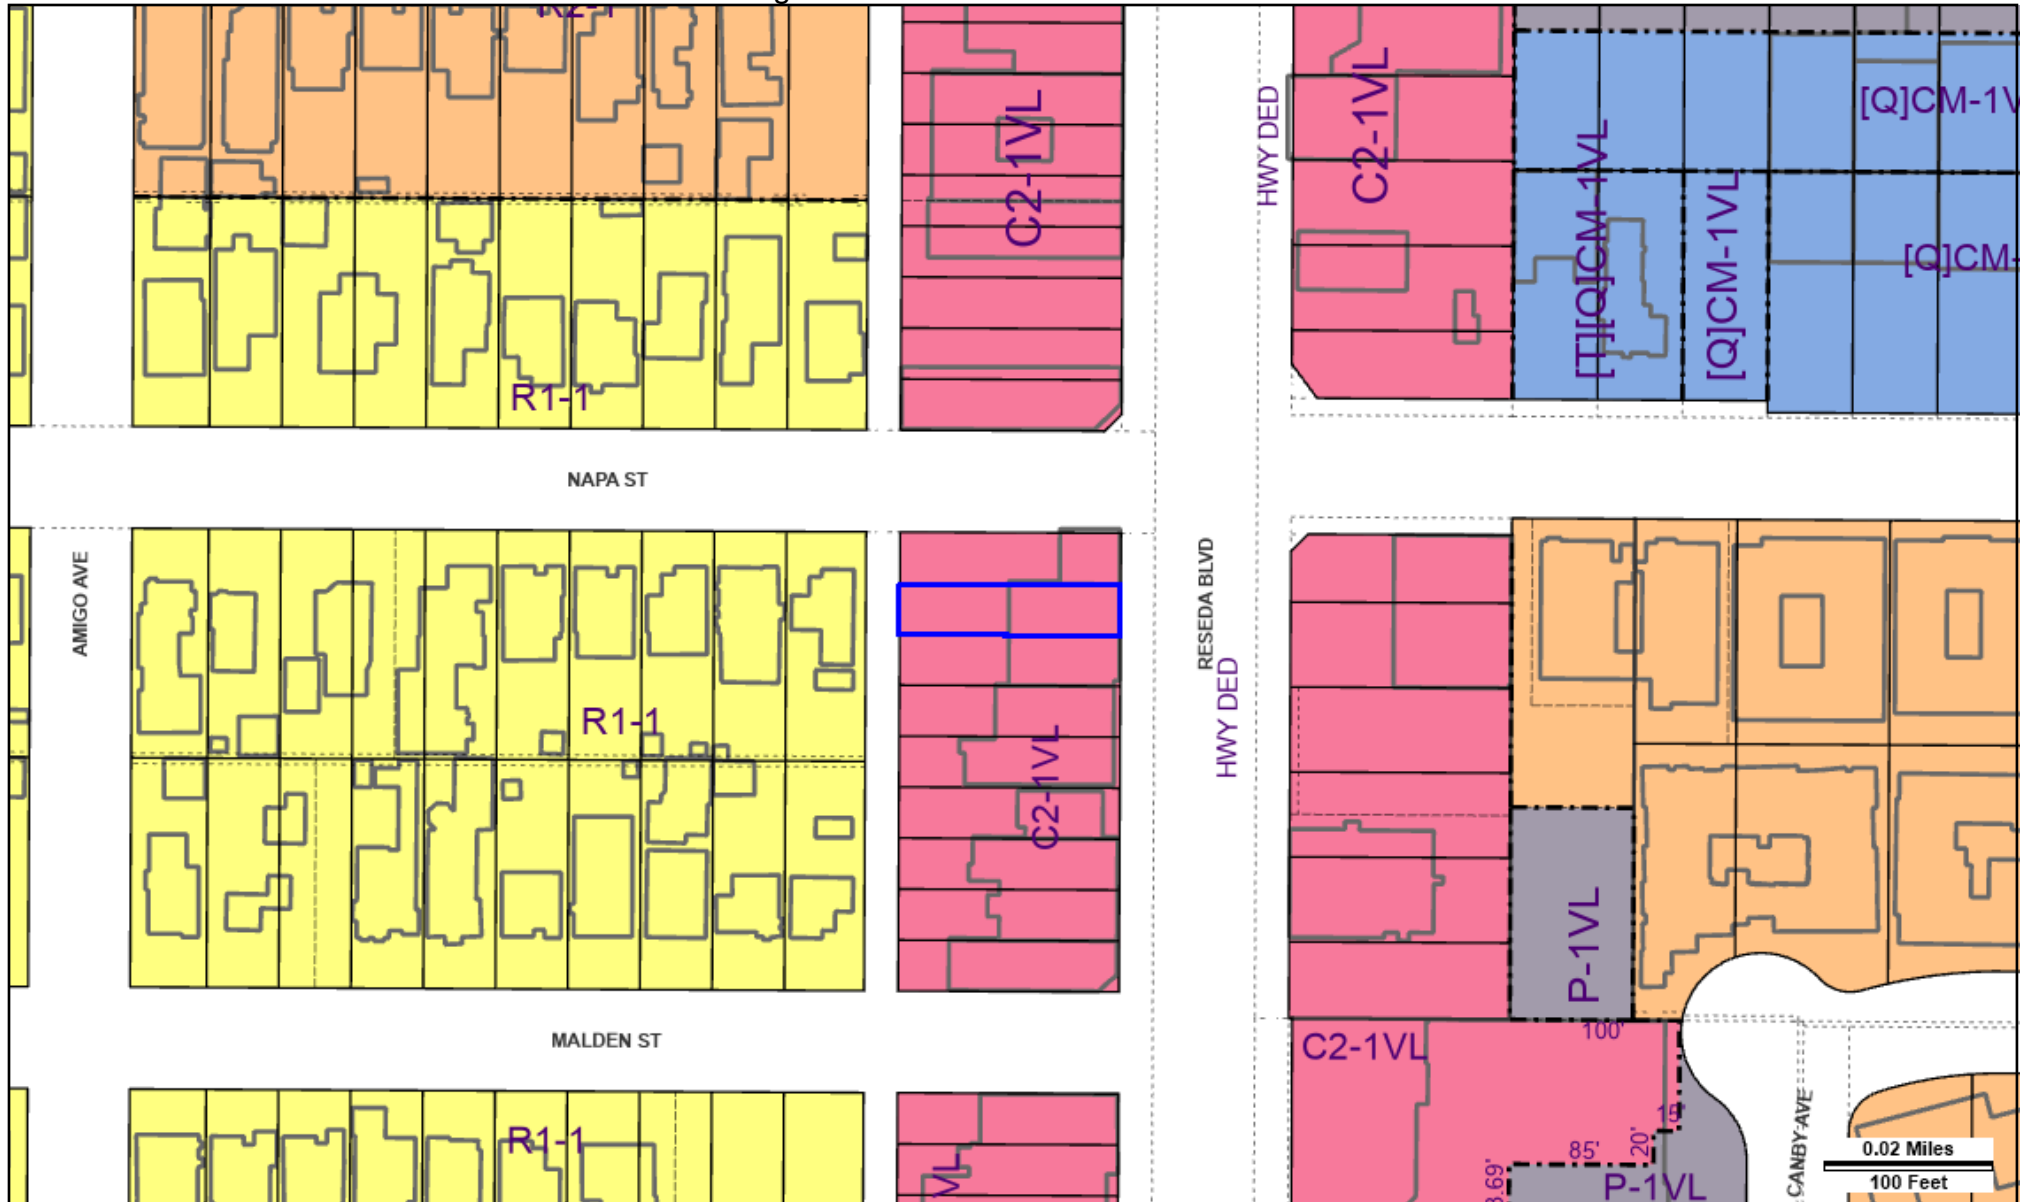 R2-1
C2-1VL
HWY DED
C2-1VL
[T][Q]CM-1VL
[Q]CM-1VL
[Q]CM-1V
[Q]CM-
R1-1
NAPA ST
AMIGO AVE
R1-1
C2-1VL
RESEDA BLVD
HWY DED
P-1VL
MALDEN ST
C2-1VL
100'
15'
20'
85'
P-1VL
R1-1
VL
CANBY AVE
0.02 Miles
100 Feet